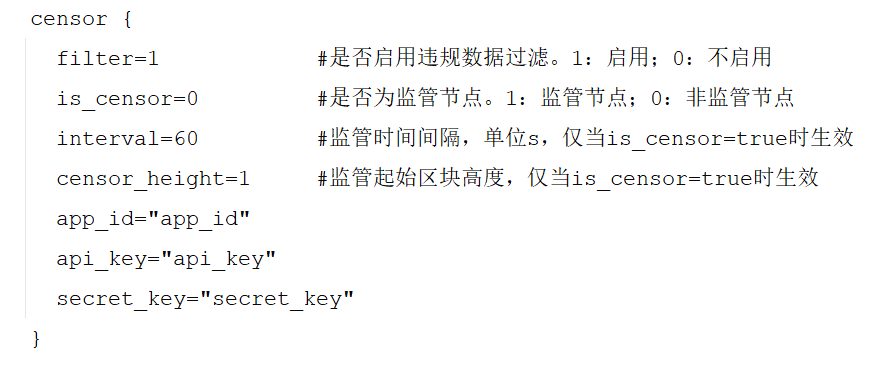 censor {
filter=1 #是否启用违规数据过滤。1：启用；0：不启用
is_censor=0 #是否为监管节点。1：监管节点；0：非监管节点
interval=60 #监管时间间隔，单位s，仅当is_censor=true时生效
censor_height=1 #监管起始区块高度，仅当is_censor=true时生效
app_id="app_id"
api_key="api_key"
secret_key="secret_key"
}